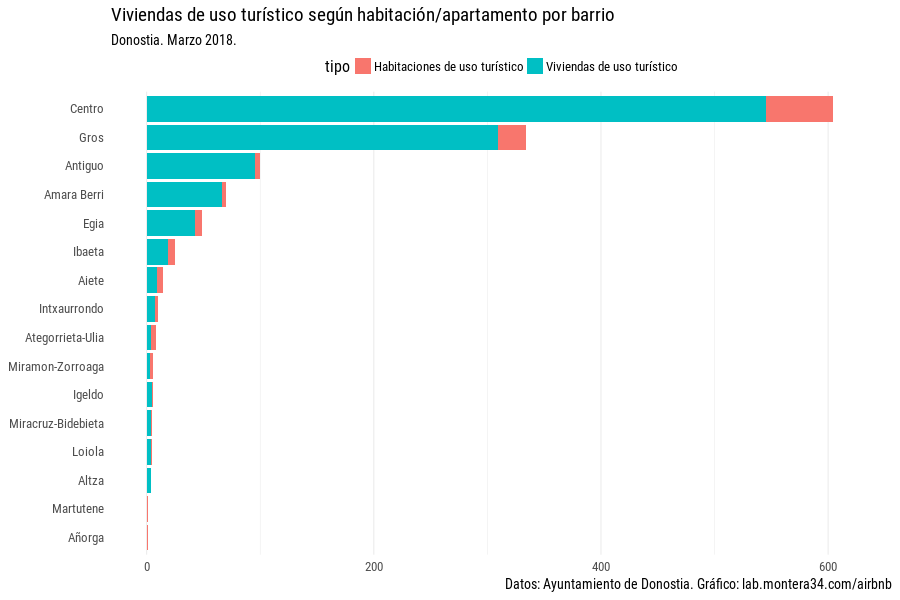 Viviendas de uso turístico según habitación/apartamento por barrio
Donostia. Marzo 2018.
tipo Habitaciones de uso turístico Viviendas de uso turístico
Centro
Gros
Antiguo
Amara Berri
Egia
Ibaeta
Aiete
Intxaurrondo
Ategorrieta-Ulia
Miramon-Zorroaga
Igeldo
Miracruz-Bidebieta
Loiola
Altza
Martutene
Añorga
0 200 400 600
Datos: Ayuntamiento de Donostia. Gráfico: lab.montera34.com/airbnb